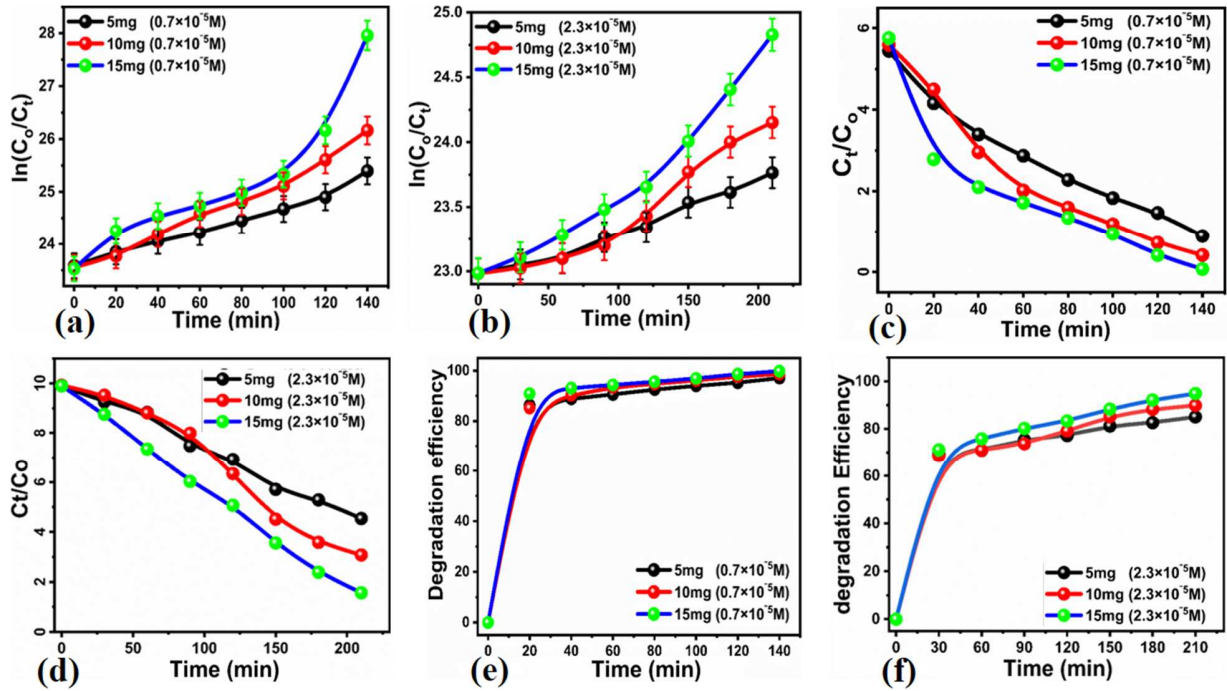 ln(Co/Ct)
28
27
26
25
24
5mg (0.7×10⁻⁵M)
10mg (0.7×10⁻⁵M)
15mg (0.7×10⁻⁵M)
0 20 40 60 80 100 120 140
Time (min)
(a)
ln(Co/Ct)
25.0
24.5
24.0
23.5
23.0
5mg (2.3×10⁻⁵M)
10mg (2.3×10⁻⁵M)
15mg (2.3×10⁻⁵M)
0 50 100 150 200
Time (min)
(b)
Ct/Co
6
4
2
0
5mg (0.7×10⁻⁵M)
10mg (0.7×10⁻⁵M)
15mg (0.7×10⁻⁵M)
0 20 40 60 80 100 120 140
Time (min)
(c)
Ct/Co
10
8
6
4
2
0
5mg (2.3×10⁻⁵M)
10mg (2.3×10⁻⁵M)
15mg (2.3×10⁻⁵M)
0 50 100 150 200
Time (min)
(d)
Degradation efficiency
100
80
60
40
20
0
5mg (0.7×10⁻⁵M)
10mg (0.7×10⁻⁵M)
15mg (0.7×10⁻⁵M)
0 20 40 60 80 100 120 140
Time (min)
(e)
degradation Efficiency
100
80
60
40
20
0
5mg (2.3×10⁻⁵M)
10mg (2.3×10⁻⁵M)
15mg (2.3×10⁻⁵M)
0 30 60 90 120 150 180 210
Time (min)
(f)